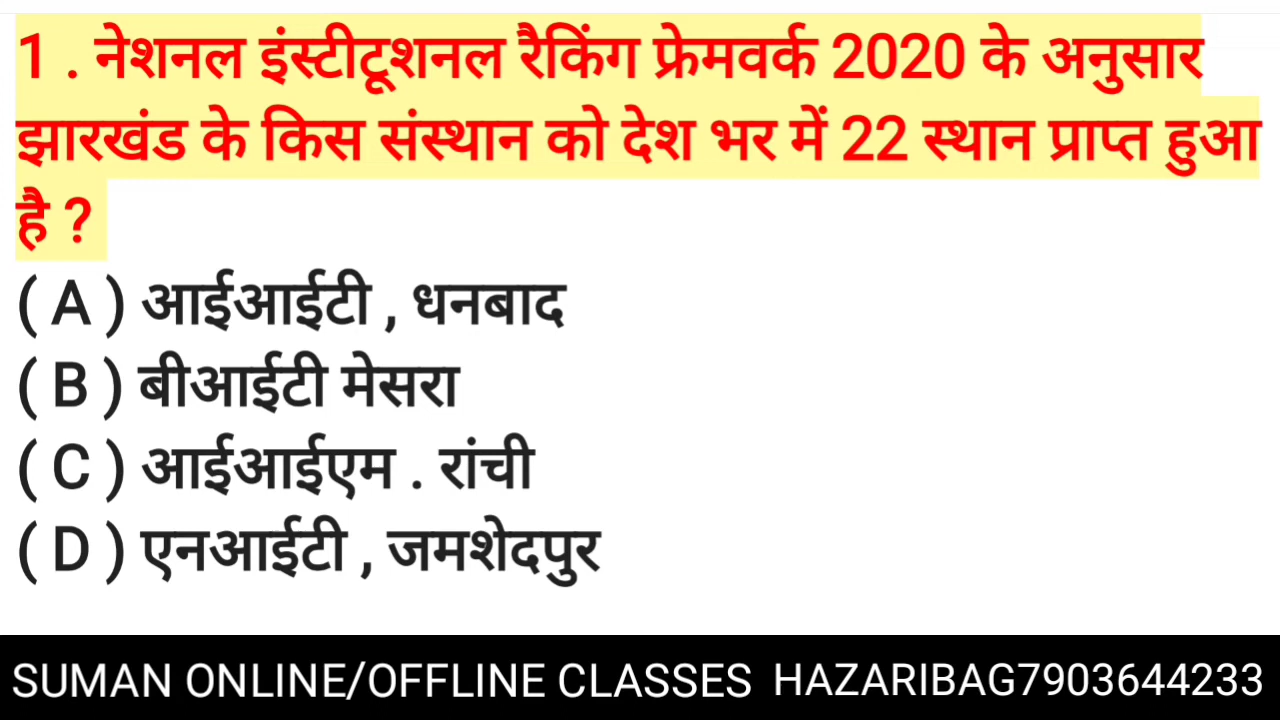 1 . नेशनल इंस्टीटूशनल रैकिंग फ्रेमवर्क 2020 के अनुसार
झारखंड के किस संस्थान को देश भर में 22 स्थान प्राप्त हुआ
है ?
( A ) आईआईटी , धनबाद
( B ) बीआईटी मेसरा
( C ) आईआईएम . रांची
( D ) एनआईटी , जमशेदपुर
SUMAN ONLINE/OFFLINE CLASSES HAZARIBAG7903644233